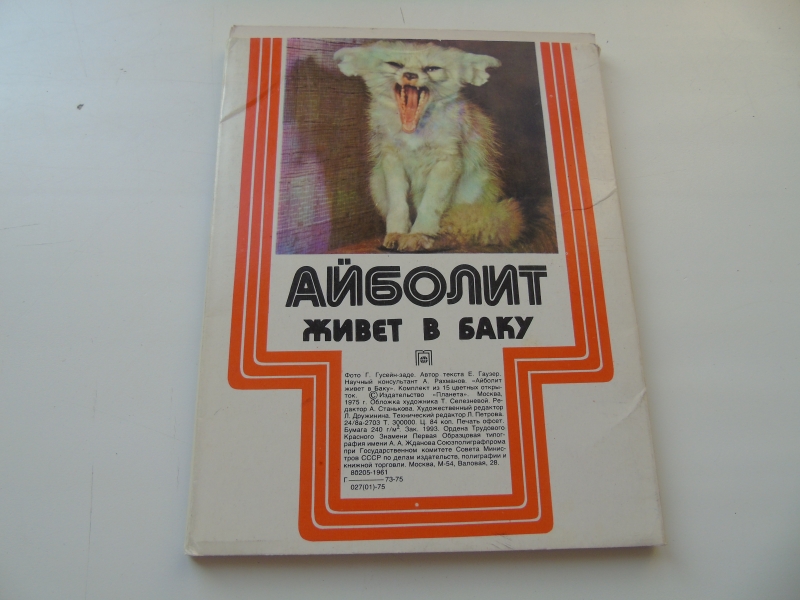 АЙБОЛИТ
ЖИВЕТ В БАКУ
Фото Г. Гусейн-заде. Автор текста Е. Гаузер.
Научный консультант А. Рахманов. «Айболит
живет в Баку». Комплект из 15 цветных откры-
ток. © Издательство «Планета». Москва,
1975 г. Обложка художника Т. Селезневой. Ре-
дактор А. Станькова. Художественный редактор
Л. Дружинина. Технический редактор Л. Петрова.
24/8а-2703 Т. 300000. Ц. 84 коп. Печать офсет.
Бумага 240 г/м². Зак. 1993. Ордена Трудового
Красного Знамени Первая Образцовая типог-
рафия имени А. А. Жданова Союзполиграфпрома
при Государственном комитете Совета Минис-
тров СССР по делам издательств, полиграфии и
книжной торговли. Москва, М-54, Валовая, 28.
80205-1961
Г———— 73-75
027(01)-75